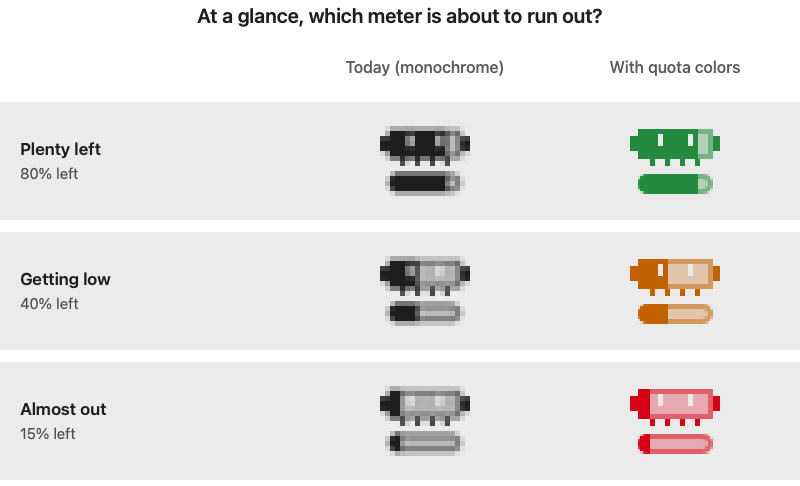 At a glance, which meter is about to run out?
Today (monochrome)
With quota colors
Plenty left
80% left
Getting low
40% left
Almost out
15% left